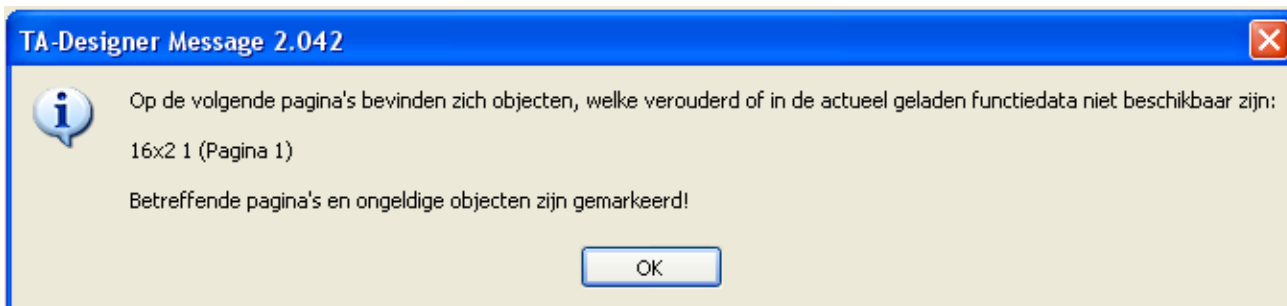 TA-Designer Message 2.042
Op de volgende pagina's bevinden zich objecten, welke verouderd of in de actueel geladen functiedata niet beschikbaar zijn:
16x2 1 (Pagina 1)
Betreffende pagina's en ongeldige objecten zijn gemarkeerd!
OK